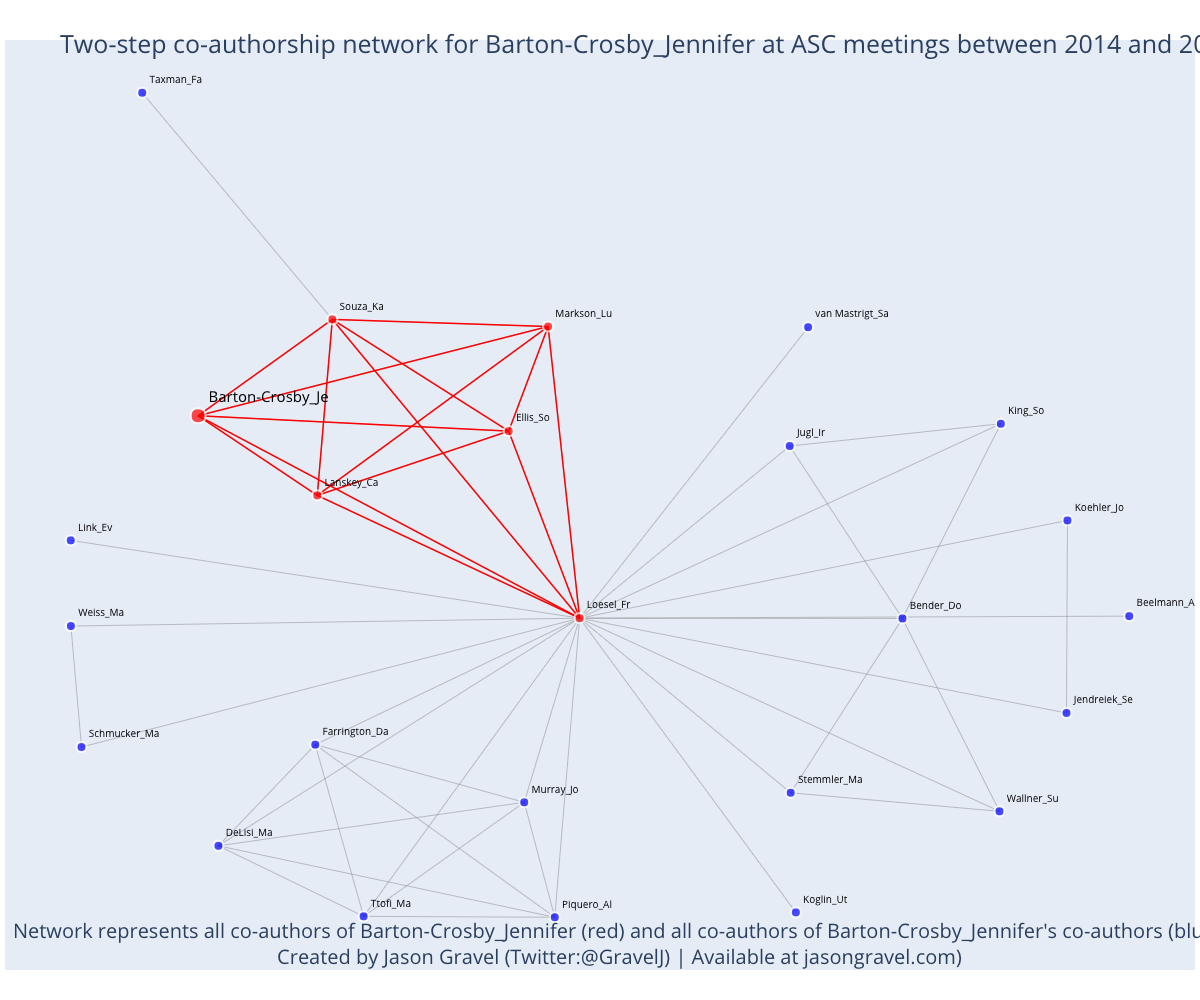 Two-step co-authorship network for Barton-Crosby_Jennifer at ASC meetings between 2014 and 20
Taxman_Fa
Souza_Ka
Markson_Lu
van Mastrigt_Sa
Barton-Crosby_Je
Ellis_So
King_So
Jugl_Ir
Lanskey_Ca
Koehler_Jo
Link_Ev
Loesel_Fr
Bender_Do
Beelmann_A
Weiss_Ma
Jendreiek_Se
Schmucker_Ma
Farrington_Da
Stemmler_Ma
Murray_Jo
Wallner_Su
DeLisi_Ma
Ttofi_Ma
Piquero_Al
Koglin_Ut
Network represents all co-authors of Barton-Crosby_Jennifer (red) and all co-authors of Barton-Crosby_Jennifer's co-authors (blu
Created by Jason Gravel (Twitter:@GravelJ) | Available at jasongravel.com)